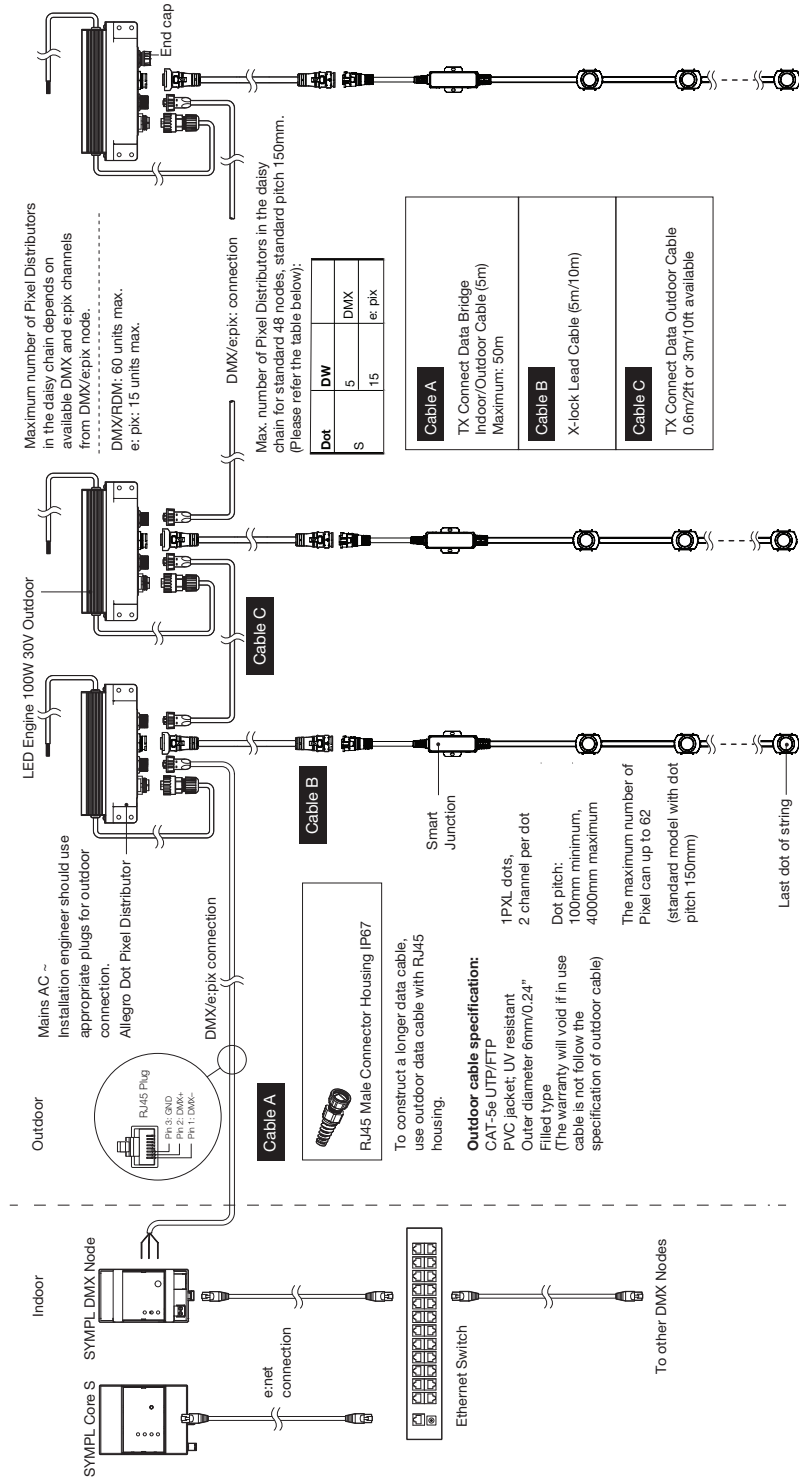 Indoor
Outdoor
SYMPL Core S
SYMPL DMX Node
e:net
connection
Ethernet Switch
To other DMX Nodes
RJ45 Plug
Pin 3: GND
Pin 2: DMX+
Pin 1: DMX–
Mains AC ~
Installation engineer should use
appropriate plugs for outdoor
connection.
Allegro Dot Pixel Distributor
LED Engine 100W 30V Outdoor
DMX/e:pix connection
Cable A
RJ45 Male Connector Housing IP67
To construct a longer data cable,
use outdoor data cable with RJ45
housing.
Outdoor cable specification:
CAT-5e UTP/FTP
PVC jacket; UV resistant
Outer diameter 6mm/0.24"
Filled type
(The warranty will void if in use
cable is not follow the
specification of outdoor cable)
Cable B
Cable C
Smart
Junction
1PXL dots,
2 channel per dot
Dot pitch:
100mm minimum,
4000mm maximum
The maximum number of
Pixel can up to 62
(standard model with dot
pitch 150mm)
Last dot of string
Maximum number of Pixel Distributors
in the daisy chain depends on
available DMX and e:pix channels
from DMX/e:pix node.
DMX/RDM: 60 units max.
e: pix: 15 units max.
End cap
DMX/e:pix: connection
Max. number of Pixel Distributors in the daisy
chain for standard 48 nodes, standard pitch 150mm.
(Please refer the table below):
Dot DW
S 5 DMX
15 e: pix
Cable A
TX Connect Data Bridge
Indoor/Outdoor Cable (5m)
Maximum: 50m
Cable B
X-lock Lead Cable (5m/10m)
Cable C
TX Connect Data Outdoor Cable
0.6m/2ft or 3m/10ft available